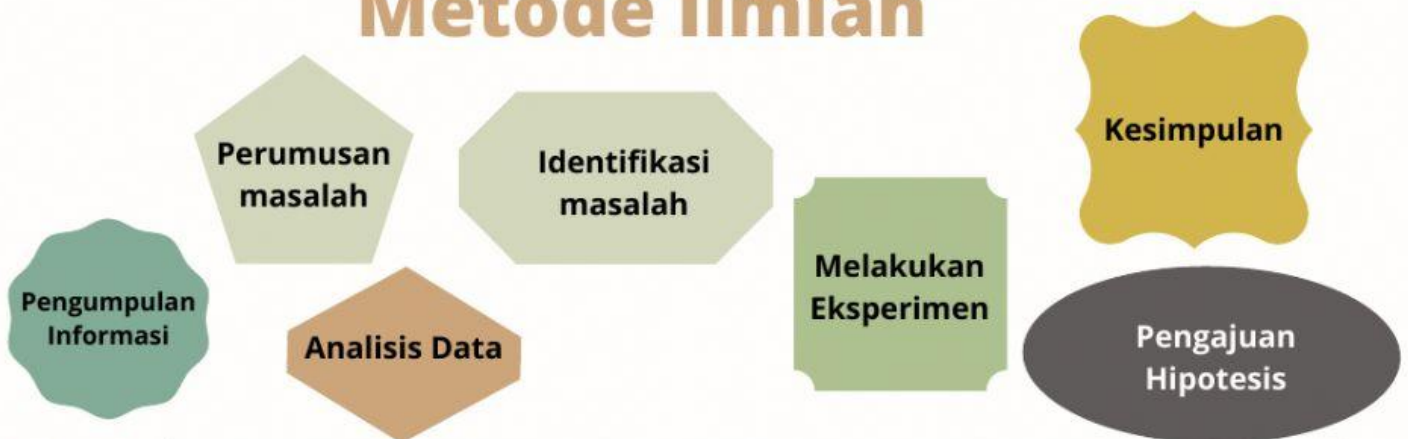 Metode Ilmiah
Perumusan
masalah
Identifikasi
masalah
Kesimpulan
Melakukan
Eksperimen
Pengumpulan
Informasi
Analisis Data
Pengajuan
Hipotesis